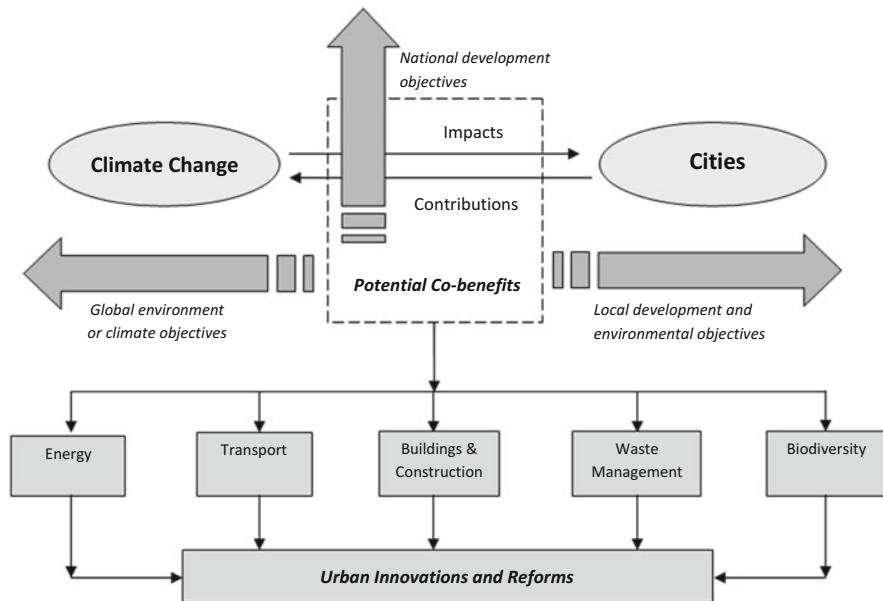 National development
objectives
Impacts
Climate Change
Cities
Contributions
Potential Co-benefits
Global environment
or climate objectives
Local development and
environmental objectives
Energy
Transport
Buildings &
Construction
Waste
Management
Biodiversity
Urban Innovations and Reforms